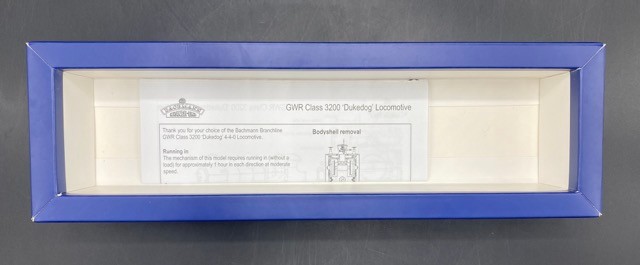 BACHMANN
GWR Class 3200 'Dukedog' Locomotive
Thank you for your choice of the Bachmann Branchline
GWR Class 3200 'Dukedog' 4-4-0 Locomotive.
Bodyshell removal
Running in
The mechanism of this model requires running in (without a
load) for approximately 1 hour in each direction at moderate
speed.